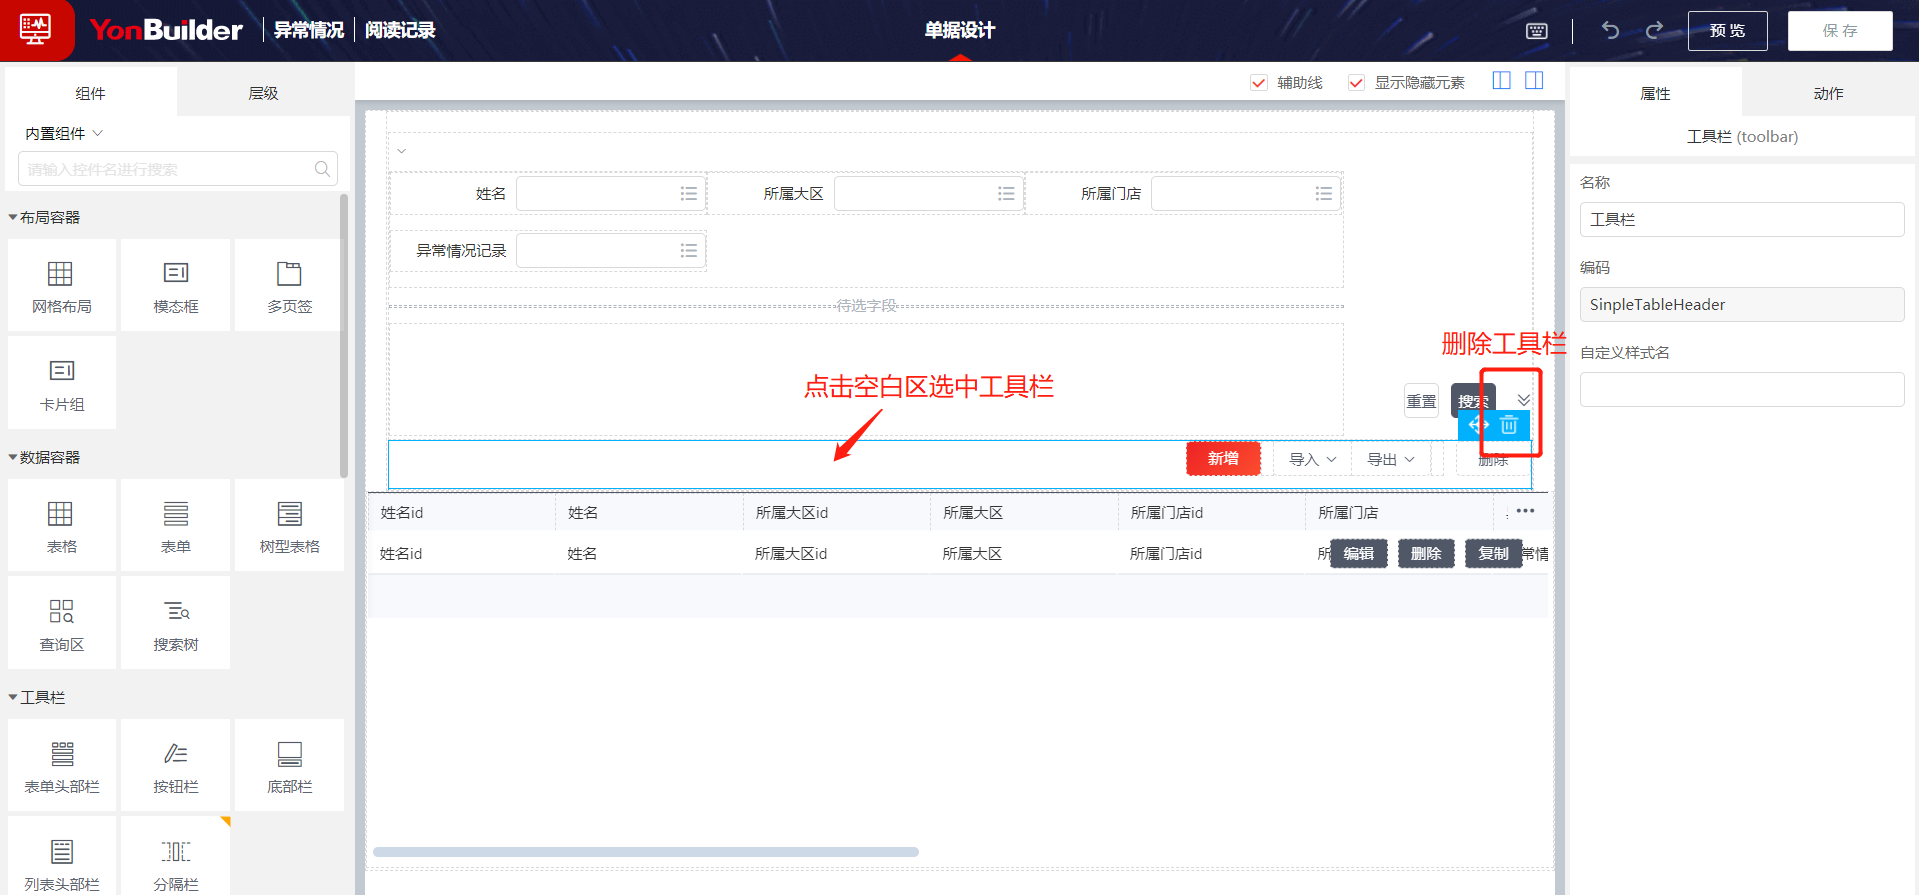 YonBuilder 异常情况 阅读记录
单据设计
预 览
保 存
组件
层级
内置组件
请输入控件名进行搜索
布局容器
网格布局
模态框
多页签
卡片组
数据容器
表格
表单
树型表格
查询区
搜索树
工具栏
表单头部栏
按钮栏
底部栏
列表头部栏
分隔栏
辅助线
显示隐藏元素
姓名
所属大区
所属门店
异常情况记录
待选字段
删除工具栏
点击空白区选中工具栏
重置
搜索
新增
导入
导出
删除
姓名id 姓名 所属大区id 所属大区 所属门店id 所属门店 •••
姓名id 姓名 所属大区id 所属大区 所属门店id 所 编辑 删除 复制 常情
属性
动作
工具栏 (toolbar)
名称
工具栏
编码
SinpleTableHeader
自定义样式名